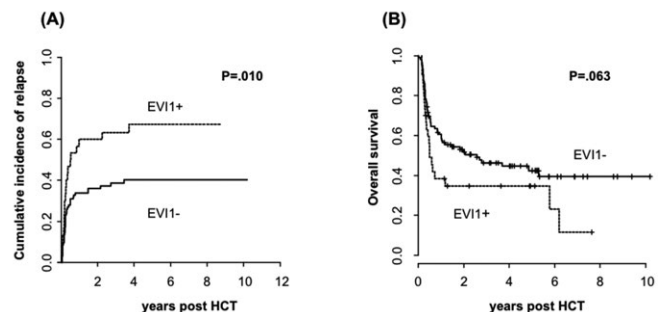 (A)
Cumulative incidence of relapse
1.0
0.8
0.6
0.4
0.2
0.0
P=.010
EVI1+
EVI1-
2 4 6 8 10 12
years post HCT
(B)
Overall survival
1.0
0.8
0.6
0.4
0.2
0.0
P=.063
EVI1-
EVI1+
0 2 4 6 8 10
years post HCT